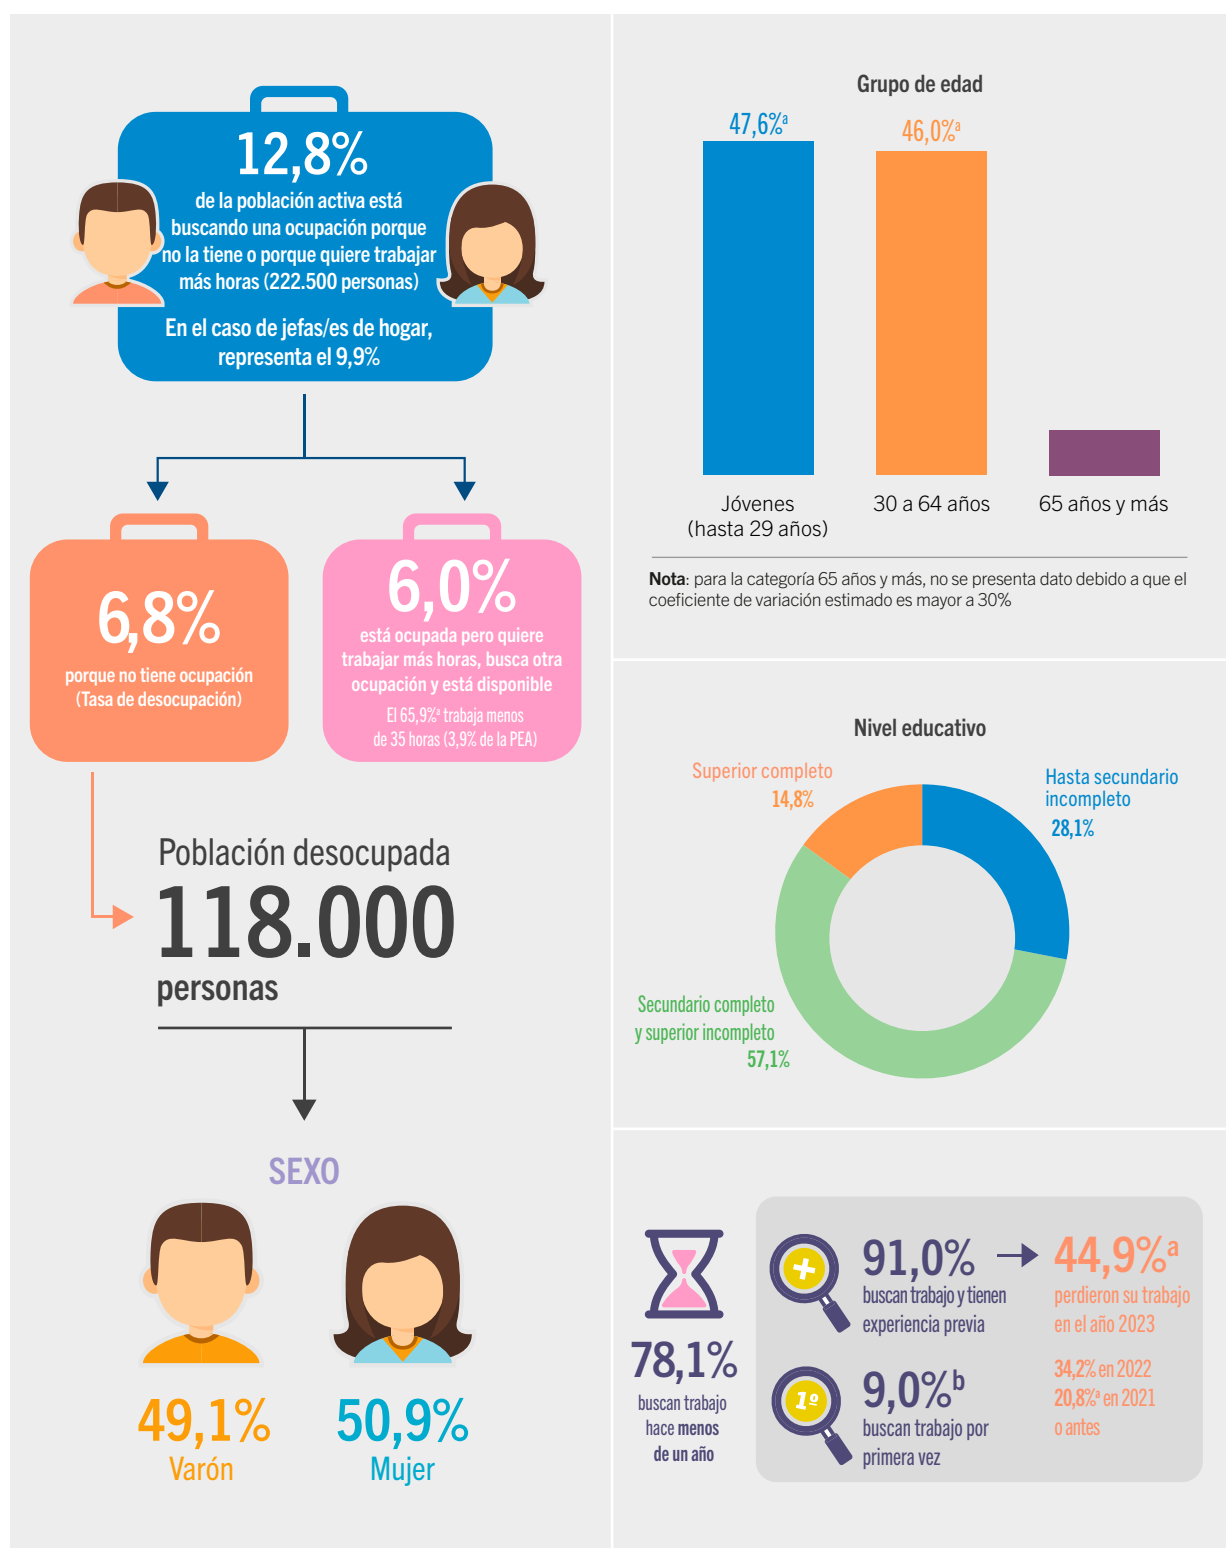 12,8%
de la población activa está
buscando una ocupación porque
no la tiene o porque quiere trabajar
más horas (222.500 personas)
En el caso de jefas/es de hogar,
representa el 9,9%
6,8%
porque no tiene ocupación
(Tasa de desocupación)
6,0%
está ocupada pero quiere
trabajar más horas, busca otra
ocupación y está disponible
El 65,9%ª trabaja menos
de 35 horas (3,9% de la PEA)
Población desocupada
118.000
personas
SEXO
49,1%
Varón
50,9%
Mujer
Grupo de edad
47,6%ª
46,0%ª
Jóvenes
(hasta 29 años)
30 a 64 años
65 años y más
Nota: para la categoría 65 años y más, no se presenta dato debido a que el
coeficiente de variación estimado es mayor a 30%
Nivel educativo
Superior completo
14,8%
Hasta secundario
incompleto
28,1%
Secundario completo
y superior incompleto
57,1%
78,1%
buscan trabajo
hace menos
de un año
91,0%
buscan trabajo y tienen
experiencia previa
44,9%ª
perdieron su trabajo
en el año 2023
34,2% en 2022
20,8%ª en 2021
o antes
1º
9,0%ᵇ
buscan trabajo por
primera vez